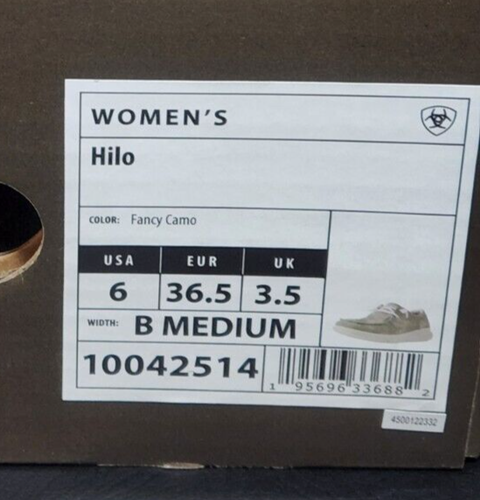 WOMEN'S
Hilo
COLOR: Fancy Camo
USA EUR UK
6 36.5 3.5
WIDTH: B MEDIUM
10042514
1 95696 33688 2
4500122332